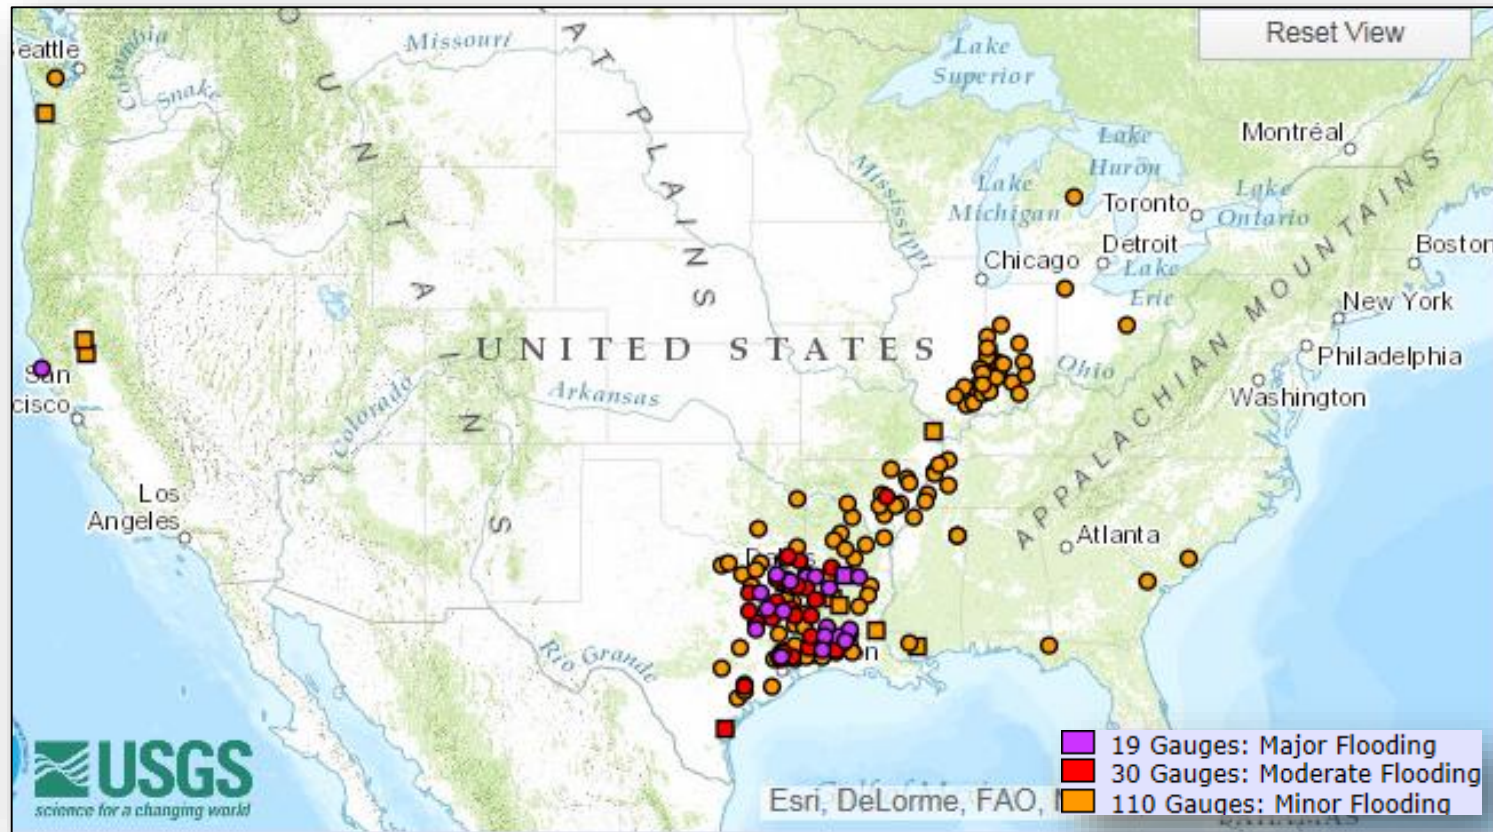 Reset View
eattle
Columbia
Snake
Missouri
Lake
Superior
Montréal
Lake
Huron
Mississippi
Lake
Michigan
Toronto
Lake
Ontario
Chicago
Detroit
Lake
Erie
Boston
New York
Philadelphia
Washington
APPALACHIAN MOUNTAINS
AT PLAINS
OUNTAINS
UNITED STATES
Ohio
San
cisco
Colorado
Arkansas
Los
Angeles
Atlanta
Rio Grande
on
USGS
science for a changing world
Esri, DeLorme, FAO,
19 Gauges: Major Flooding
30 Gauges: Moderate Flooding
110 Gauges: Minor Flooding